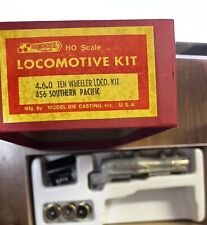 ROUNDHOUSE
HO Scale
LOCOMOTIVE KIT
4.6.0 TEN WHEELER LOCO. KIT
456 SOUTHERN PACIFIC
Mfg. by MODEL DIE CASTING, Inc. U. S. A.